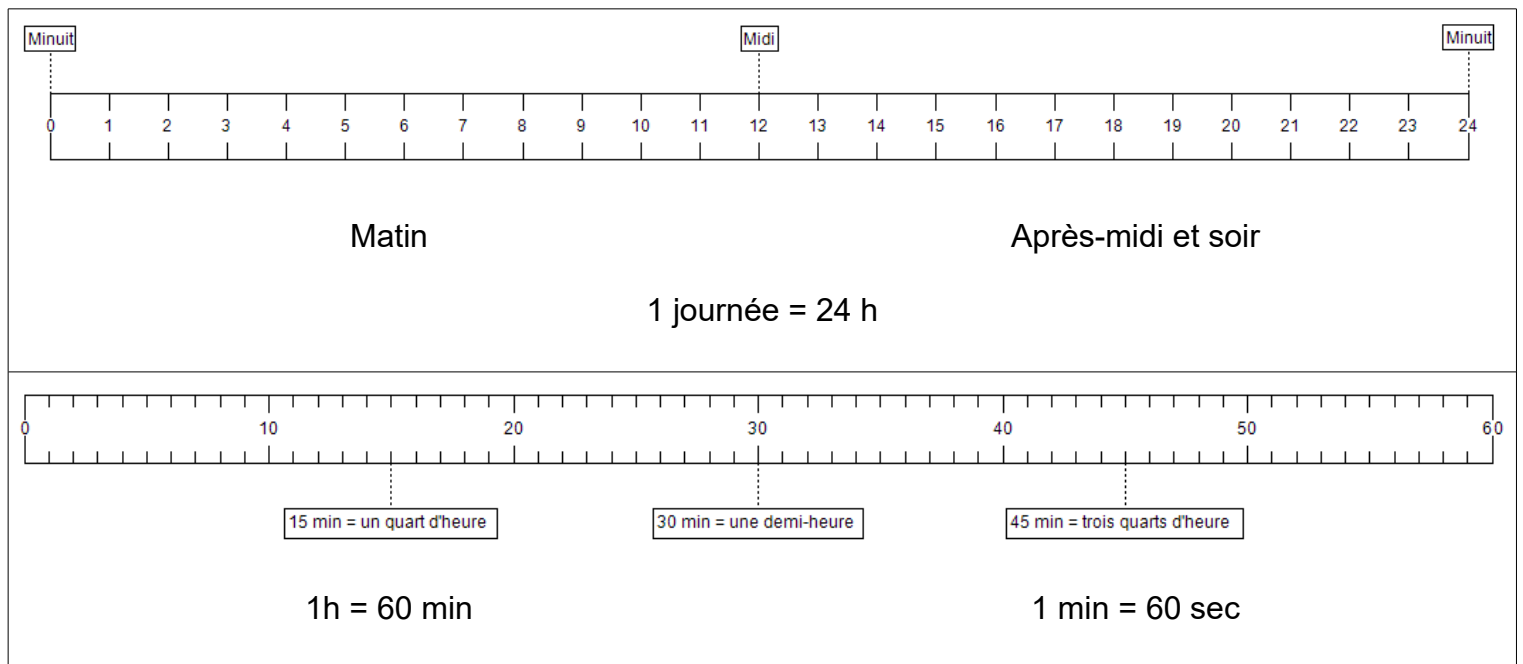 Minuit Midi Minuit
0 1 2 3 4 5 6 7 8 9 10 11 12 13 14 15 16 17 18 19 20 21 22 23 24
Matin Après-midi et soir
1 journée = 24 h
0 10 20 30 40 50 60
15 min = un quart d'heure 30 min = une demi-heure 45 min = trois quarts d'heure
1h = 60 min 1 min = 60 sec